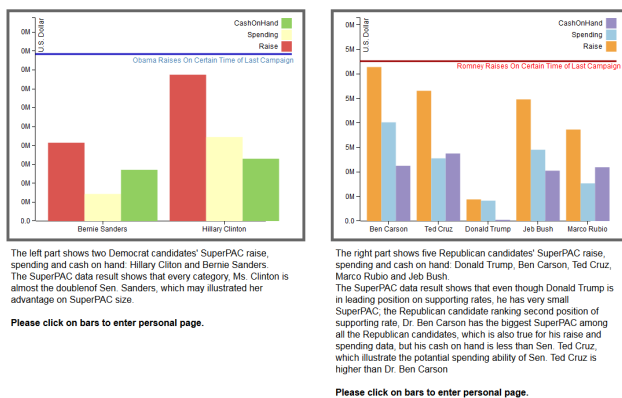 U.S. Dollar
0M
0M
0M
0M
0M
0M
0M
0M
0M
0M
0.0
CashOnHand
Spending
Raise
Obama Raises On Certain Time of Last Campaign
Bernie Sanders
Hillary Clinton
The left part shows two Democrat candidates' SuperPAC raise,
spending and cash on hand: Hillary Cliton and Bernie Sanders.
The SuperPAC data result shows that every category, Ms. Clinton is
almost the doublenof Sen. Sanders, which may illustrated her
advantage on SuperPAC size.
Please click on bars to enter personal page.
U.S. Dollar
0M
5M
0M
5M
0M
5M
0M
0M
0.0
CashOnHand
Spending
Raise
Romney Raises On Certain Time of Last Campaign
Ben Carson
Ted Cruz
Donald Trump
Jeb Bush
Marco Rubio
The right part shows five Republican candidates' SuperPAC raise,
spending and cash on hand: Donald Trump, Ben Carson, Ted Cruz,
Marco Rubio and Jeb Bush.
The SuperPAC data result shows that even though Donald Trump is
in leading position on supporting rates, he has very small
SuperPAC; the Republican candidate ranking second position of
supporting rate, Dr. Ben Carson has the biggest SuperPAC among
all the Republican candidates, which is also true for his raise and
spending data, but his cash on hand is less than Sen. Ted Cruz,
which illustrate the potential spending ability of Sen. Ted Cruz is
higher than Dr. Ben Carson
Please click on bars to enter personal page.